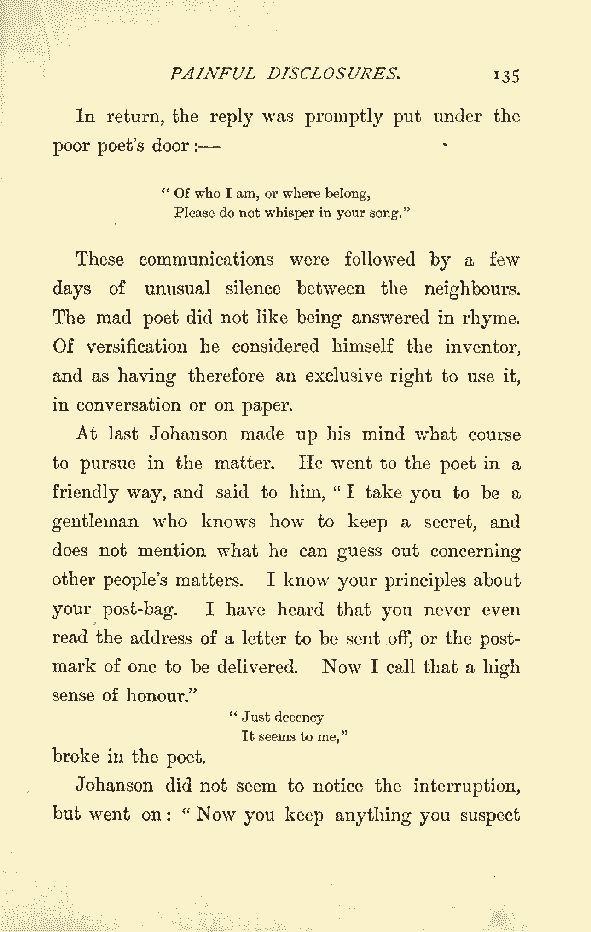 PAINFUL DISCLOSURES. 135
In return, the reply was promptly put under the
poor poet's door:—
"Of who I am, or where belong,
Please do not whisper in your song."
These communications were followed by a few
days of unusual silence between the neighbours.
The mad poet did not like being answered in rhyme.
Of versification he considered himself the inventor,
and as having therefore an exclusive right to use it,
in conversation or on paper.
At last Johanson made up his mind what course
to pursue in the matter. He went to the poet in a
friendly way, and said to him, "I take you to be a
gentleman who knows how to keep a secret, and
does not mention what he can guess out concerning
other people's matters. I know your principles about
your post-bag. I have heard that you never even
read the address of a letter to be sent off, or the post-
mark of one to be delivered. Now I call that a high
sense of honour."
"Just decency
It seems to me,"
broke in the poet.
Johanson did not seem to notice the interruption,
but went on: "Now you keep anything you suspect